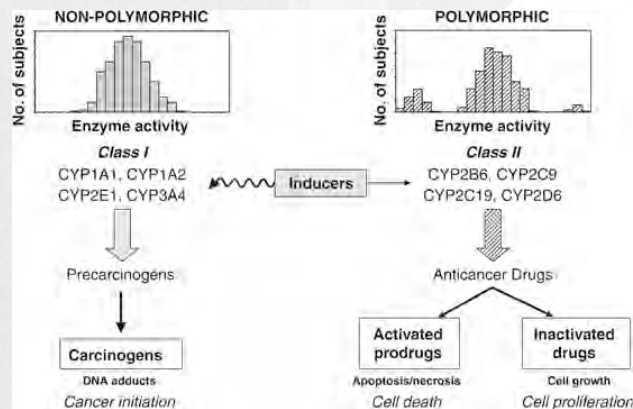 NON-POLYMORPHIC
No. of subjects
Enzyme activity
Class I
CYP1A1, CYP1A2
CYP2E1, CYP3A4
Precarcinogens
Carcinogens
DNA adducts
Cancer initiation
Inducers
POLYMORPHIC
No. of subjects
Enzyme activity
Class II
CYP2B6, CYP2C9
CYP2C19, CYP2D6
Anticancer Drugs
Activated
prodrugs
Apoptosis/necrosis
Cell death
Inactivated
drugs
Cell growth
Cell proliferation